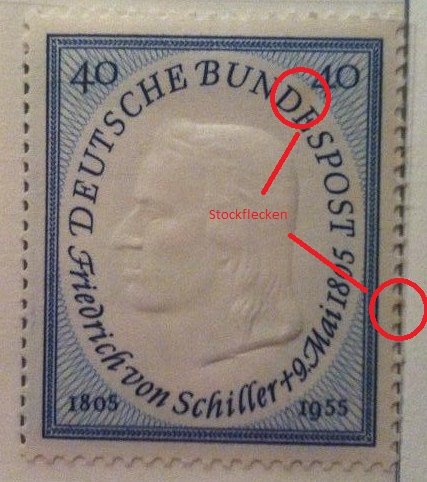 40
40
DEUTSCHE BUNDESPOST
Stockflecken
Friedrich von Schiller + 9. Mai 1805
1805
1955